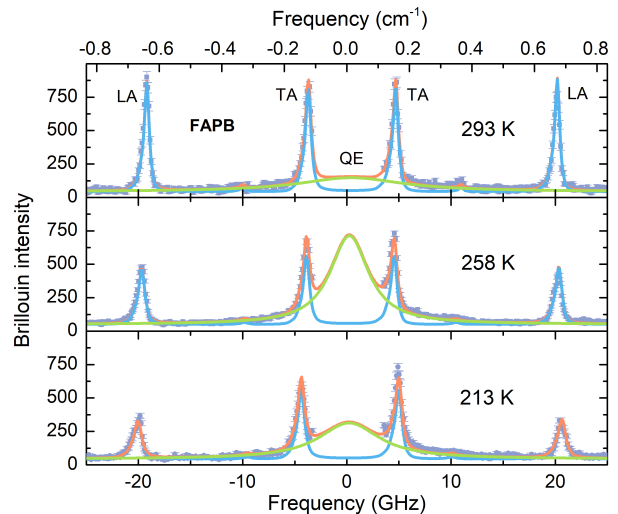 Frequency (cm⁻¹)
-0.8 -0.6 -0.4 -0.2 0.0 0.2 0.4 0.6 0.8
LA TA TA LA
FAPB QE 293 K
750
500
250
0
258 K
750
500
250
0
213 K
750
500
250
0
Brillouin intensity
-20 -10 0 10 20
Frequency (GHz)